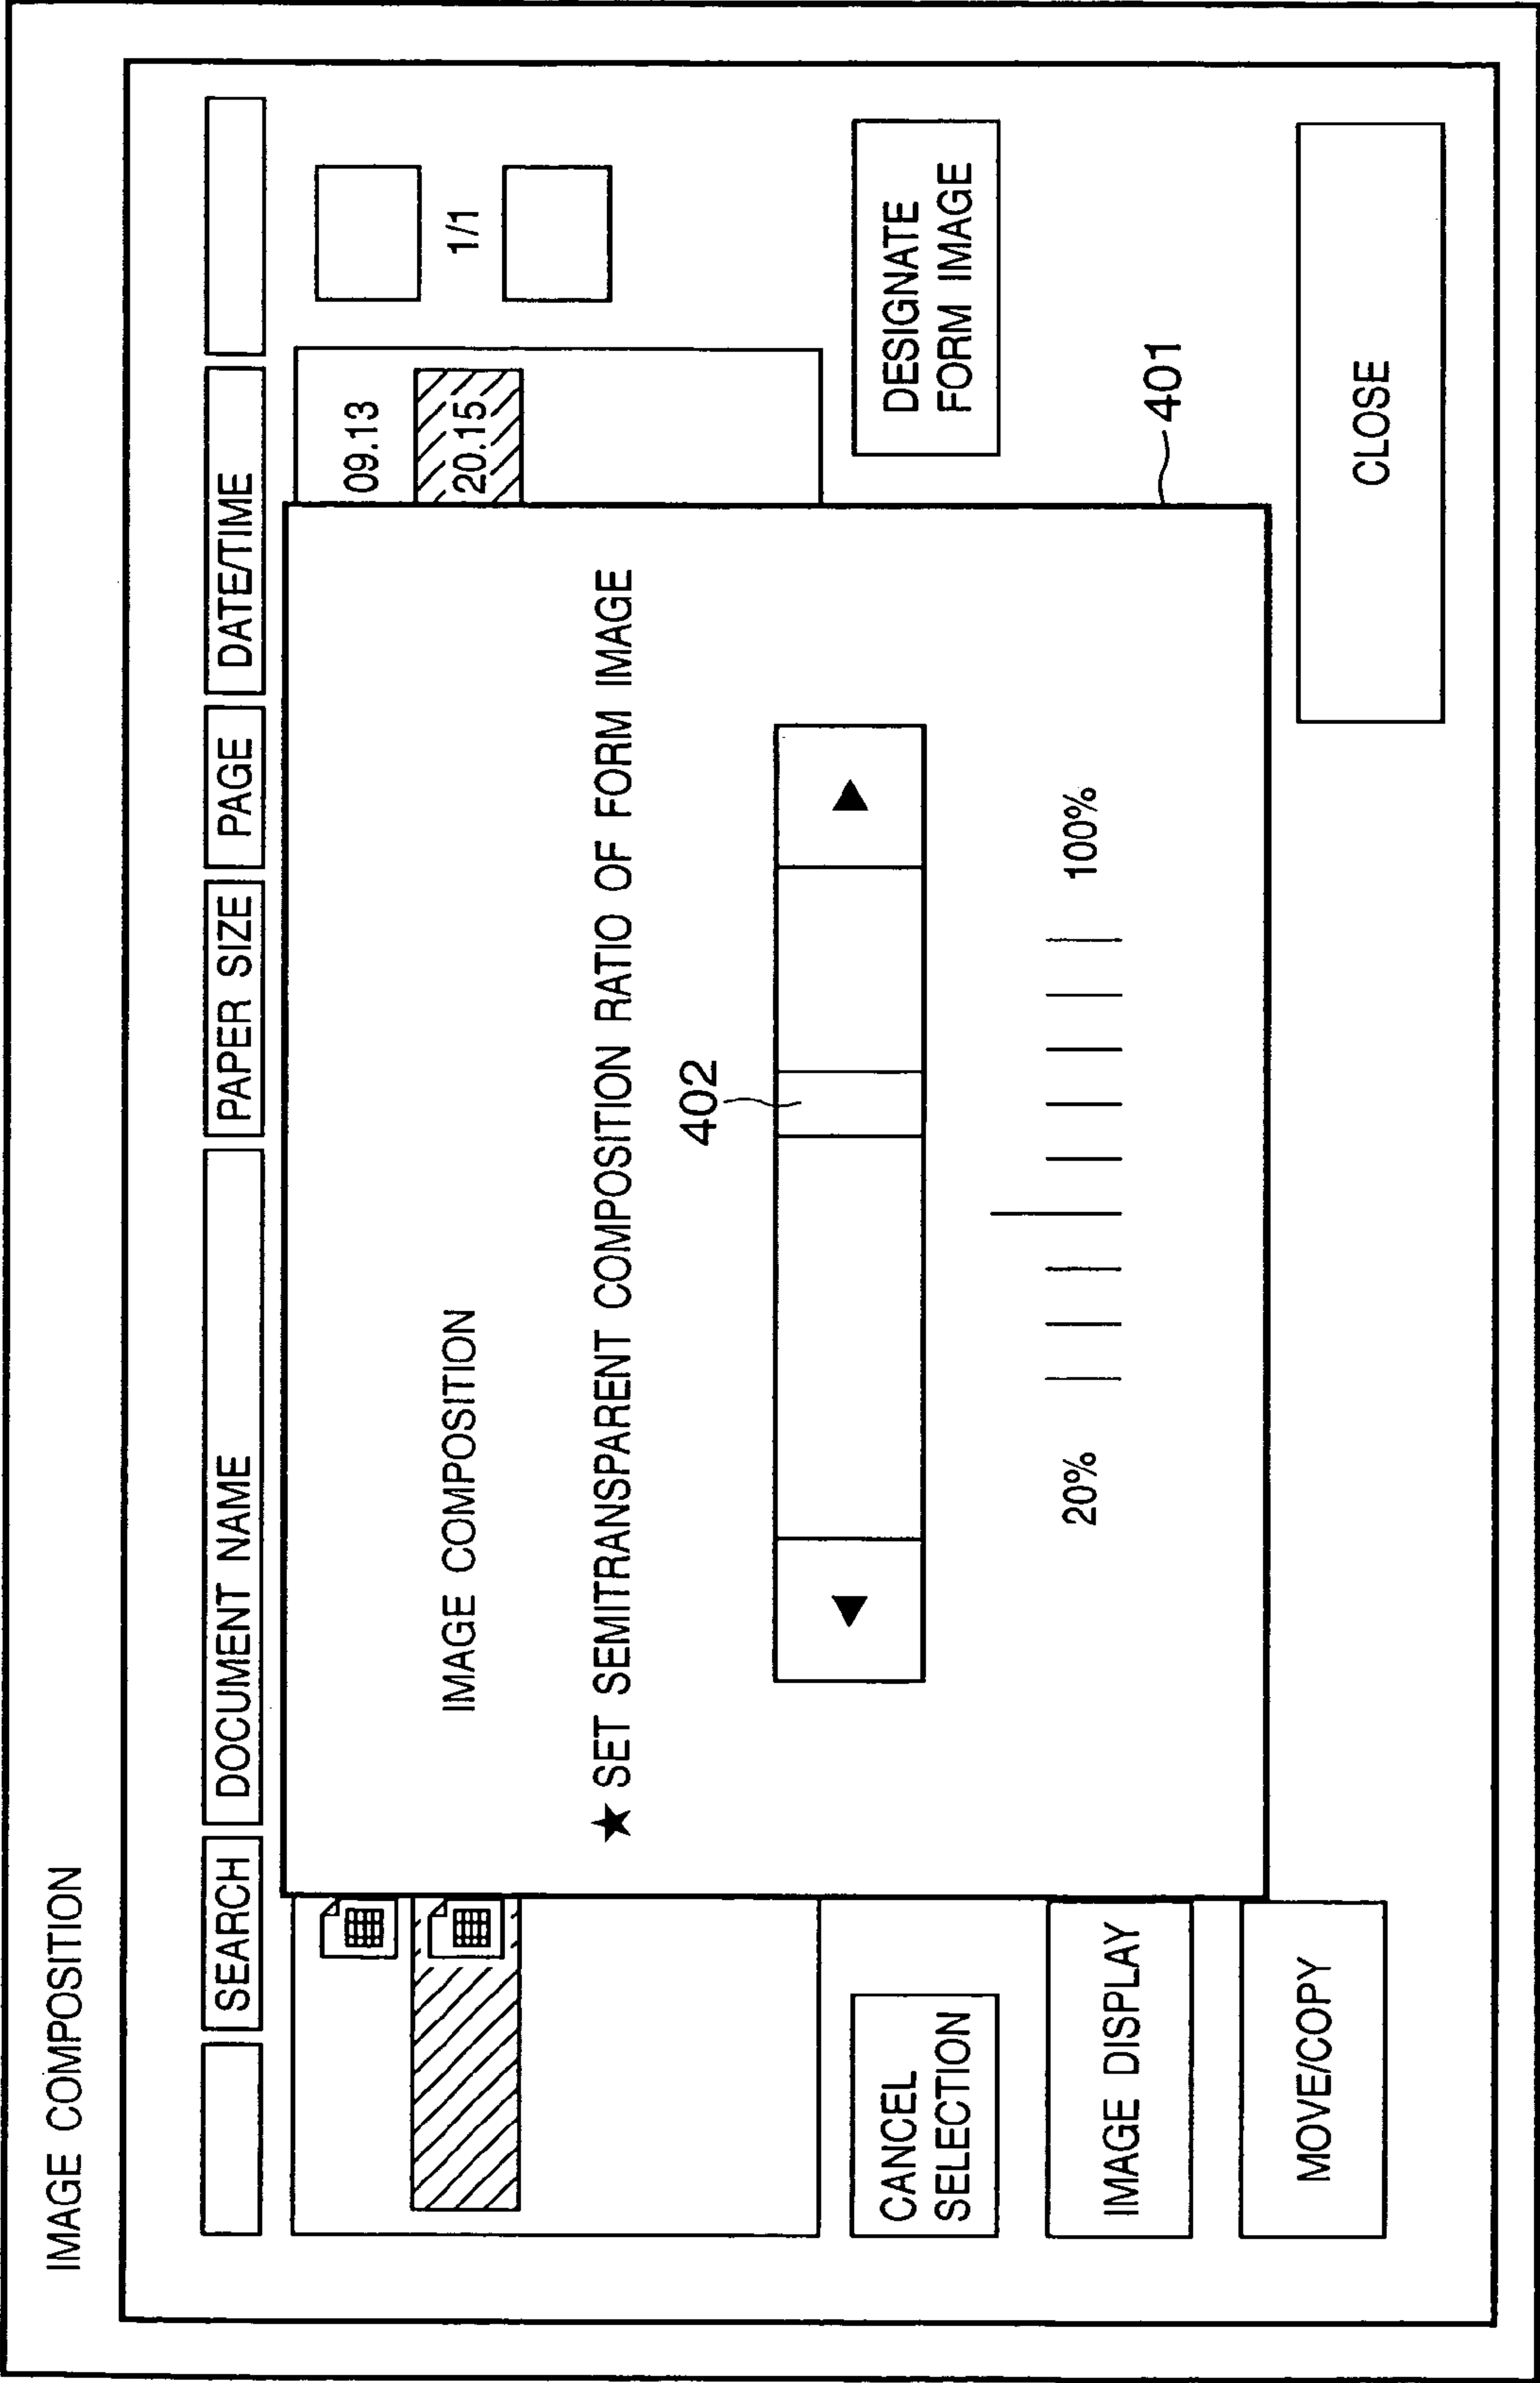 IMAGE COMPOSITION
SEARCH DOCUMENT NAME PAPER SIZE PAGE DATE/TIME
09.13
20.15
1/1
IMAGE COMPOSITION
★ SET SEMITRANSPARENT COMPOSITION RATIO OF FORM IMAGE
402
◀ ▶
20% 100%
401
CANCEL
SELECTION
DESIGNATE
FORM IMAGE
IMAGE DISPLAY
MOVE/COPY
CLOSE